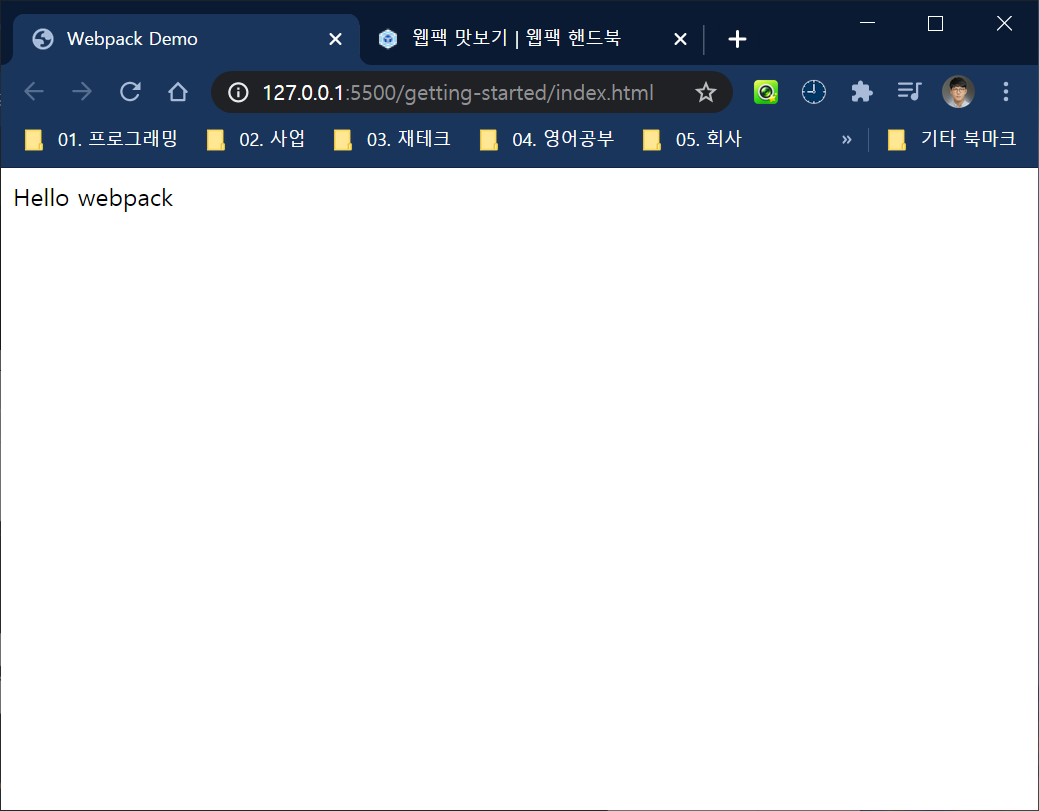 Webpack Demo
웹팩 맛보기 | 웹팩 핸드북
127.0.0.1:5500/getting-started/index.html
01. 프로그래밍 02. 사업 03. 재테크 04. 영어공부 05. 회사 » 기타 북마크
Hello webpack